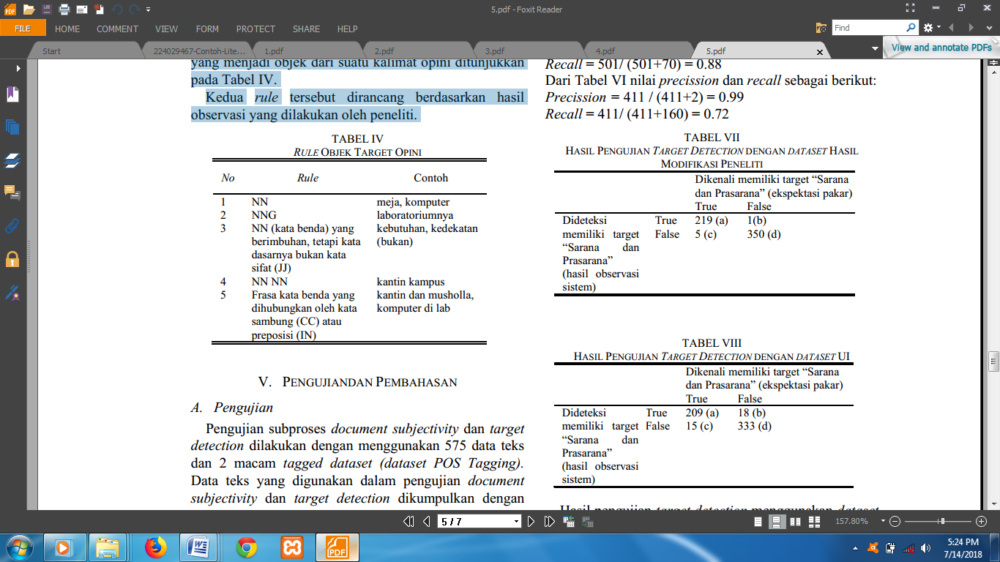 5.pdf - Foxit Reader
FILE HOME COMMENT VIEW FORM PROTECT SHARE HELP
Find
Start 224029467-Contoh-Lite... 1.pdf 2.pdf 3.pdf 4.pdf 5.pdf
View and annotate PDFs
yang menjadi objek dari suatu kalimat opini ditunjukkan
pada Tabel IV.
Kedua rule tersebut dirancang berdasarkan hasil
observasi yang dilakukan oleh peneliti.
TABEL IV
RULE OBJEK TARGET OPINI
No Rule Contoh
1 NN meja, komputer
2 NNG laboratoriumnya
3 NN (kata benda) yang kebutuhan, kedekatan
berimbuhan, tetapi kata (bukan)
dasarnya bukan kata
sifat (JJ)
4 NN NN kantin kampus
5 Frasa kata benda yang kantin dan musholla,
dihubungkan oleh kata komputer di lab
sambung (CC) atau
preposisi (IN)
V. PENGUJIANDAN PEMBAHASAN
A. Pengujian
Pengujian subproses document subjectivity dan target
detection dilakukan dengan menggunakan 575 data teks
dan 2 macam tagged dataset (dataset POS Tagging).
Data teks yang digunakan dalam pengujian document
subjectivity dan target detection dikumpulkan dengan
Recall = 501/ (501+70) = 0.88
Dari Tabel VI nilai precission dan recall sebagai berikut:
Precission = 411 / (411+2) = 0.99
Recall = 411/ (411+160) = 0.72
TABEL VII
HASIL PENGUJIAN TARGET DETECTION DENGAN DATASET HASIL
MODIFIKASI PENELITI
Dikenali memiliki target “Sarana
dan Prasarana” (ekspektasi pakar)
True False
Dideteksi True 219 (a) 1(b)
memiliki target False 5 (c) 350 (d)
“Sarana dan
Prasarana”
(hasil observasi
sistem)
TABEL VIII
HASIL PENGUJIAN TARGET DETECTION DENGAN DATASET UI
Dikenali memiliki target “Sarana
dan Prasarana” (ekspektasi pakar)
True False
Dideteksi True 209 (a) 18 (b)
memiliki target False 15 (c) 333 (d)
“Sarana dan
Prasarana”
(hasil observasi
sistem)
Hasil pengujian target detection menggunakan dataset
5 / 7
157.80%
PDF
5:24 PM
7/14/2018